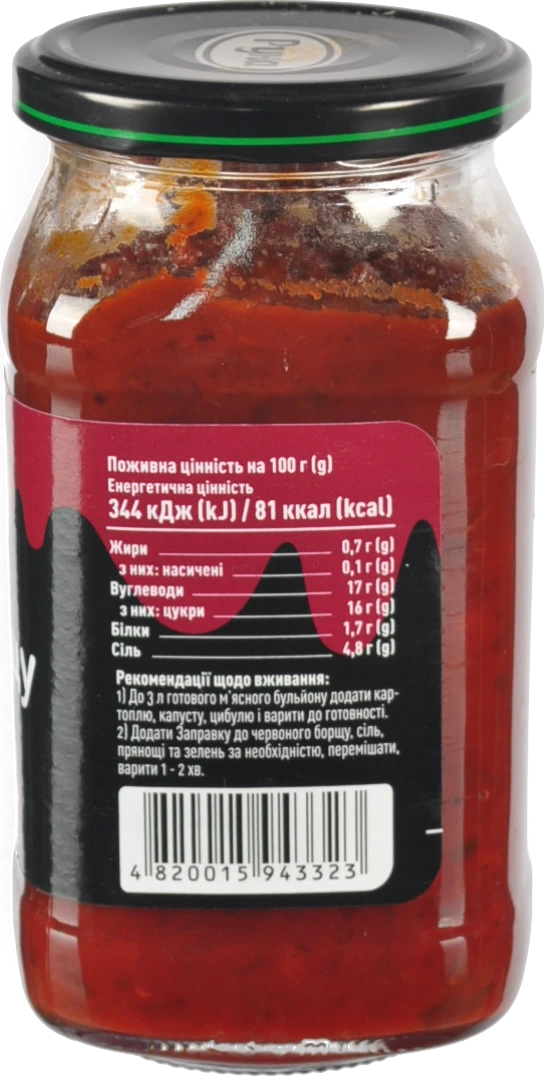 Руна
Поживна цінність на 100 г (g)
Енергетична цінність
344 кДж (kJ) / 81 ккал (kcal)
Жири 0,7 г (g)
з них: насичені 0,1 г (g)
Вуглеводи 17 г (g)
з них: цукри 16 г (g)
Білки 1,7 г (g)
Сіль 4,8 г (g)
Рекомендації щодо вживання:
1) До 3 л готового м'ясного бульйону додати кар-
топлю, капусту, цибулю і варити до готовності.
2) Додати Заправку до червоного борщу, сіль,
прянощі та зелень за необхідністю, перемішати,
варити 1 - 2 хв.
4 820015 943323